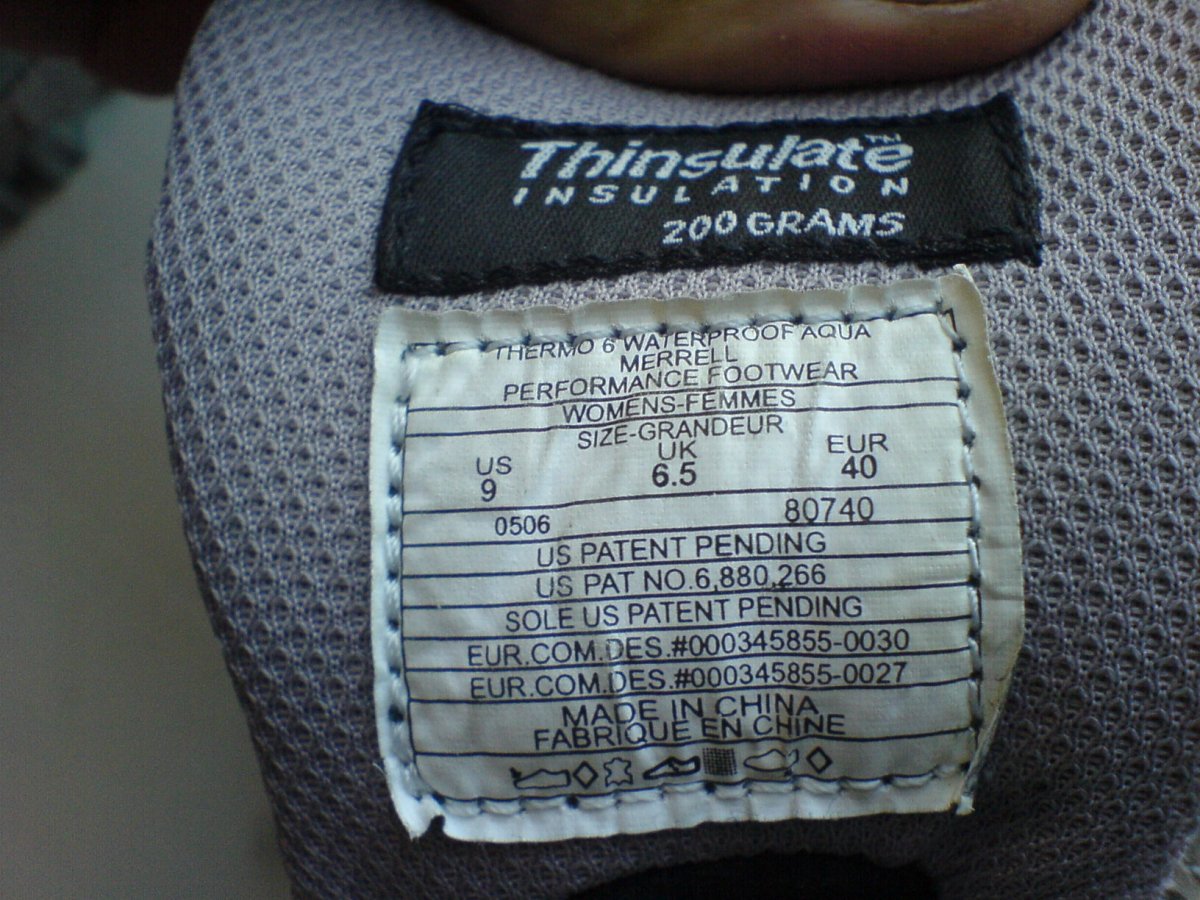 Thinsulate™
INSULATION
200 GRAMS
THERMO 6 WATERPROOF AQUA
MERRELL
PERFORMANCE FOOTWEAR
WOMENS-FEMMES
SIZE-GRANDEUR
US UK EUR
9 6.5 40
0506 80740
US PATENT PENDING
US PAT NO.6,880,266
SOLE US PATENT PENDING
EUR.COM.DES.#000345855-0030
EUR.COM.DES.#000345855-0027
MADE IN CHINA
FABRIQUE EN CHINE